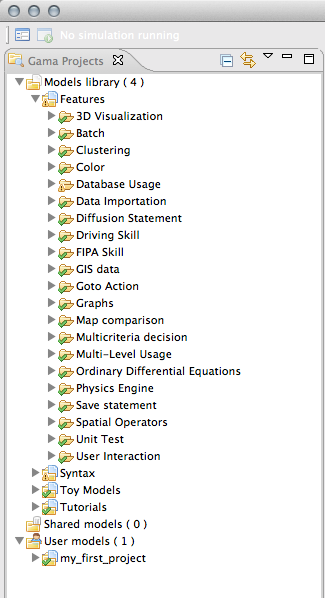 No simulation running
Gama Projects
Models library ( 4 )
Features
3D Visualization
Batch
Clustering
Color
Database Usage
Data Importation
Diffusion Statement
Driving Skill
FIPA Skill
GIS data
Goto Action
Graphs
Map comparison
Multicriteria decision
Multi-Level Usage
Ordinary Differential Equations
Physics Engine
Save statement
Spatial Operators
Unit Test
User Interaction
Syntax
Toy Models
Tutorials
Shared models ( 0 )
User models ( 1 )
my_first_project